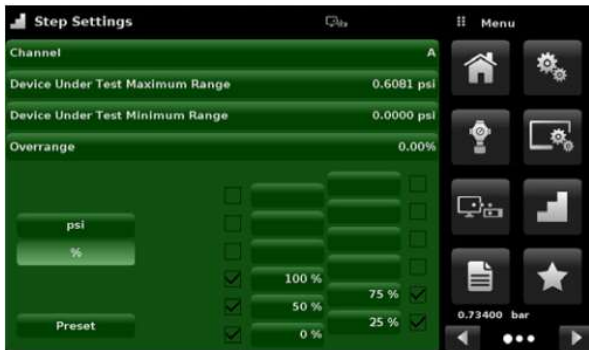 Step Settings
Menu
Channel A
Device Under Test Maximum Range 0.6081 psi
Device Under Test Minimum Range 0.0000 psi
Overrange 0.00%
psi
%
100 %
75 %
50 %
25 %
0 %
Preset
0.73400 bar